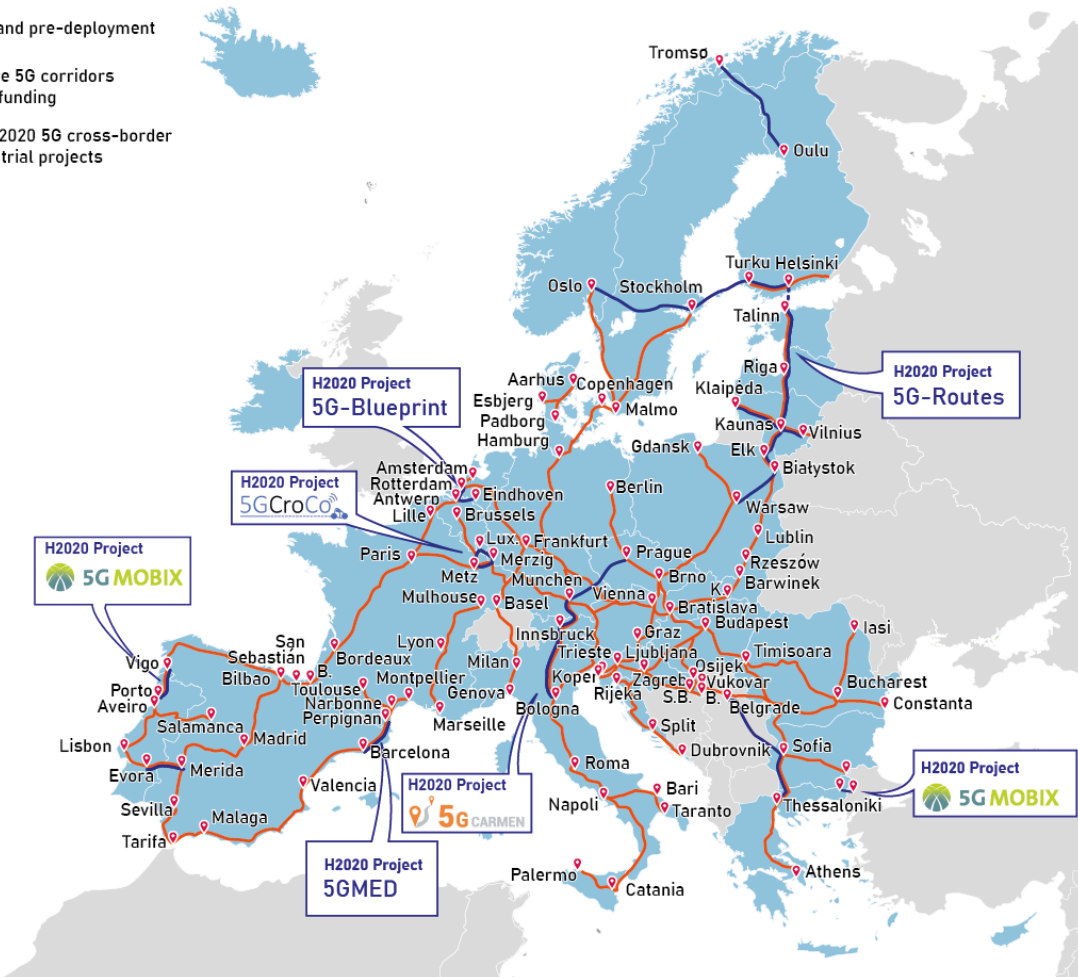 and pre-deployment
e 5G corridors
funding
2020 5G cross-border
trial projects
Tromsø
Oulu
Turku Helsinki
Oslo
Stockholm
Talinn
Riga
H2020 Project
5G-Routes
Klaipėda
Kaunas
Vilnius
Aarhus
Copenhagen
Esbjerg
Malmo
Padborg
Hamburg
H2020 Project
5G-Blueprint
Gdansk
Elk
Białystok
Amsterdam
Rotterdam
Antwerp
Eindhoven
Lille
Brussels
Berlin
Warsaw
H2020 Project
5GCroCo
Lux.
Frankfurt
Lublin
Paris
Merzig
Prague
Rzeszów
Metz
Munchen
Brno
Barwinek
Mulhouse
Basel
Vienna
K.
Bratislava
H2020 Project
5G MOBIX
Innsbruck
Budapest
Iasi
Graz
San
Sebastián
B.
Bordeaux
Lyon
Milan
Trieste
Ljubljana
Timisoara
Vigo
Bilbao
Toulouse
Montpellier
Genova
Koper
Zagreb
Osijek
Vukovar
Bucharest
Porto
Narbonne
Rijeka
S.B.
B.
Aveiro
Perpignan
Marseille
Bologna
Belgrade
Constanta
Salamanca
Split
Lisbon
Madrid
Barcelona
Dubrovnik
Sofia
Evora
Merida
Roma
H2020 Project
5G CARMEN
H2020 Project
5G MOBIX
Valencia
Bari
Sevilla
Napoli
Taranto
Thessaloniki
Malaga
Tarifa
H2020 Project
5GMED
Palermo
Catania
Athens